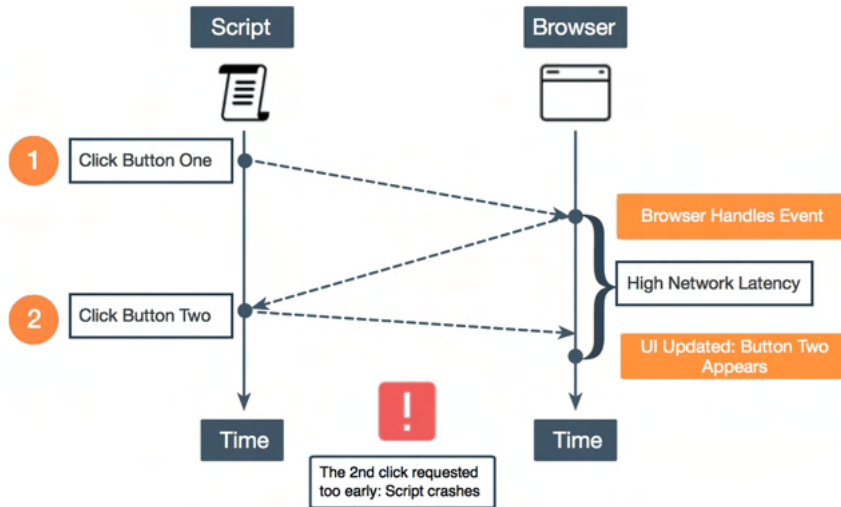 Script
Browser
1
Click Button One
Browser Handles Event
High Network Latency
2
Click Button Two
UI Updated: Button Two
Appears
!
Time
Time
The 2nd click requested
too early: Script crashes